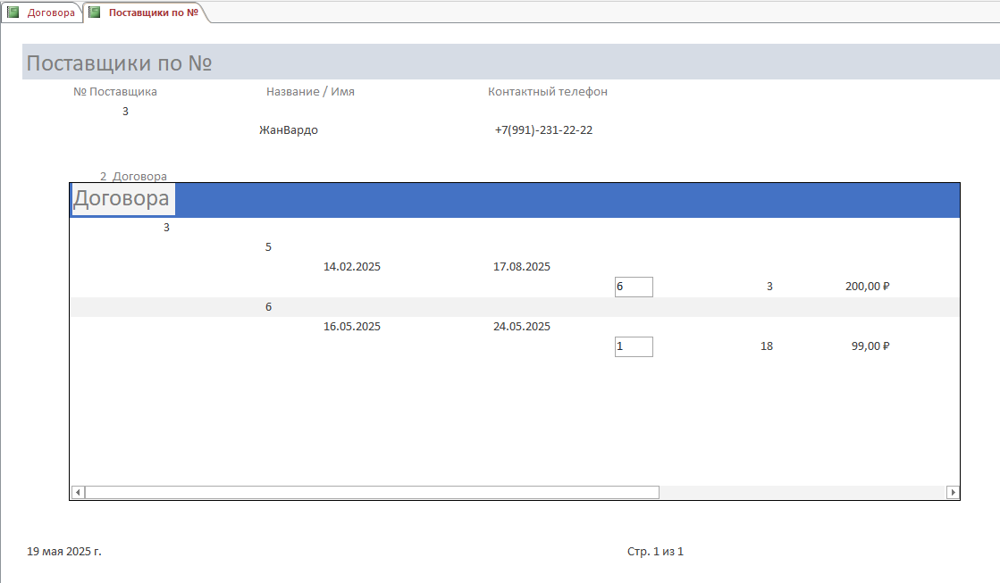 Договора Поставщики по №
Поставщики по №
№ Поставщика Название / Имя Контактный телефон
3
ЖанВардо +7(991)-231-22-22
2 Договора
Договора
3
5
14.02.2025 17.08.2025
6 3 200,00 ₽
6
16.05.2025 24.05.2025
1 18 99,00 ₽
19 мая 2025 г. Стр. 1 из 1